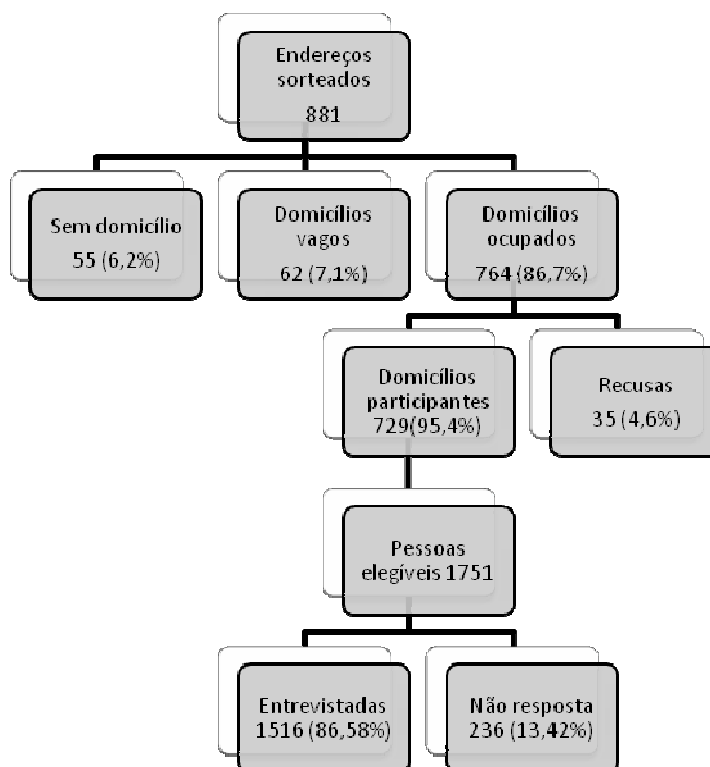 Endereços
sorteados
881
Sem domicílio
55 (6,2%)
Domicílios
vagos
62 (7,1%)
Domicílios
ocupados
764 (86,7%)
Domicílios
participantes
729(95,4%)
Recusas
35 (4,6%)
Pessoas
elegíveis 1751
Entrevistadas
1516 (86,58%)
Não resposta
236 (13,42%)